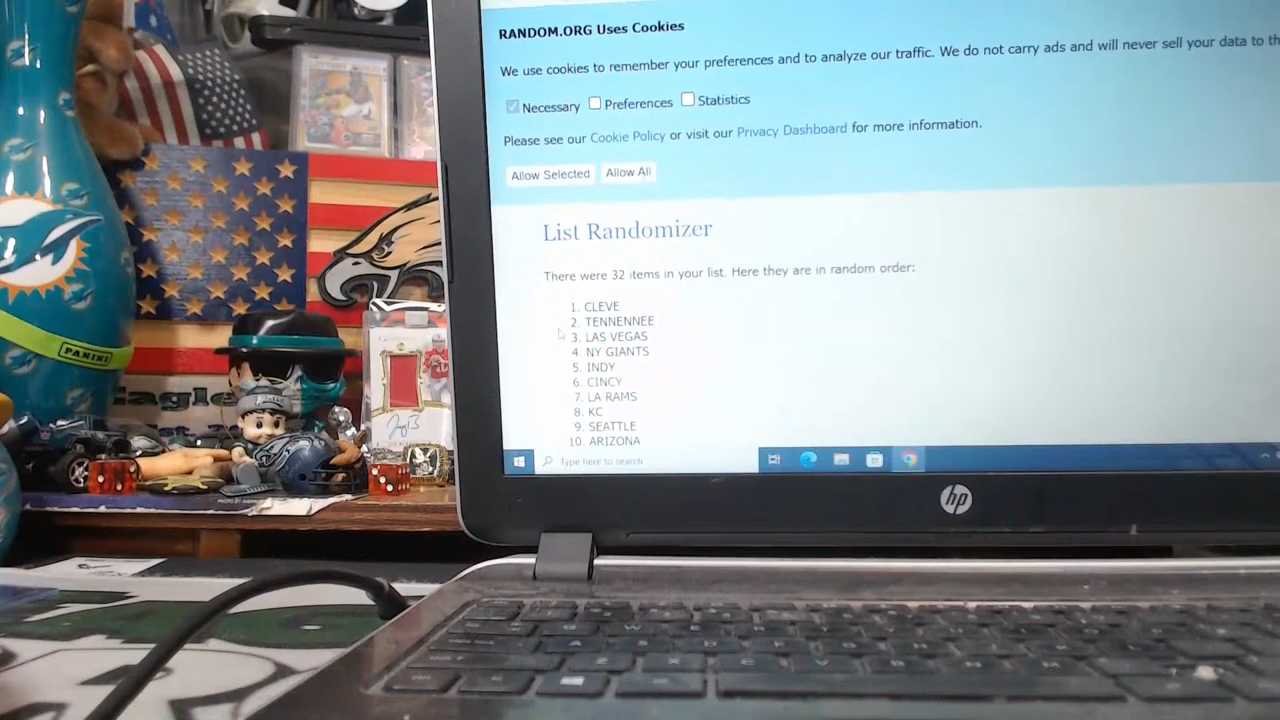 RANDOM.ORG Uses Cookies
We use cookies to remember your preferences and to analyze our traffic. We do not carry ads and will never sell your data to th
Necessary Preferences Statistics
Please see our Cookie Policy or visit our Privacy Dashboard for more information.
Allow Selected Allow All
List Randomizer
There were 32 items in your list. Here they are in random order:
1. CLEVE
2. TENNENNEE
3. LAS VEGAS
4. NY GIANTS
5. INDY
6. CINCY
7. LA RAMS
8. KC
9. SEATTLE
10. ARIZONA
Type here to search
hp
PANINI
Eagle